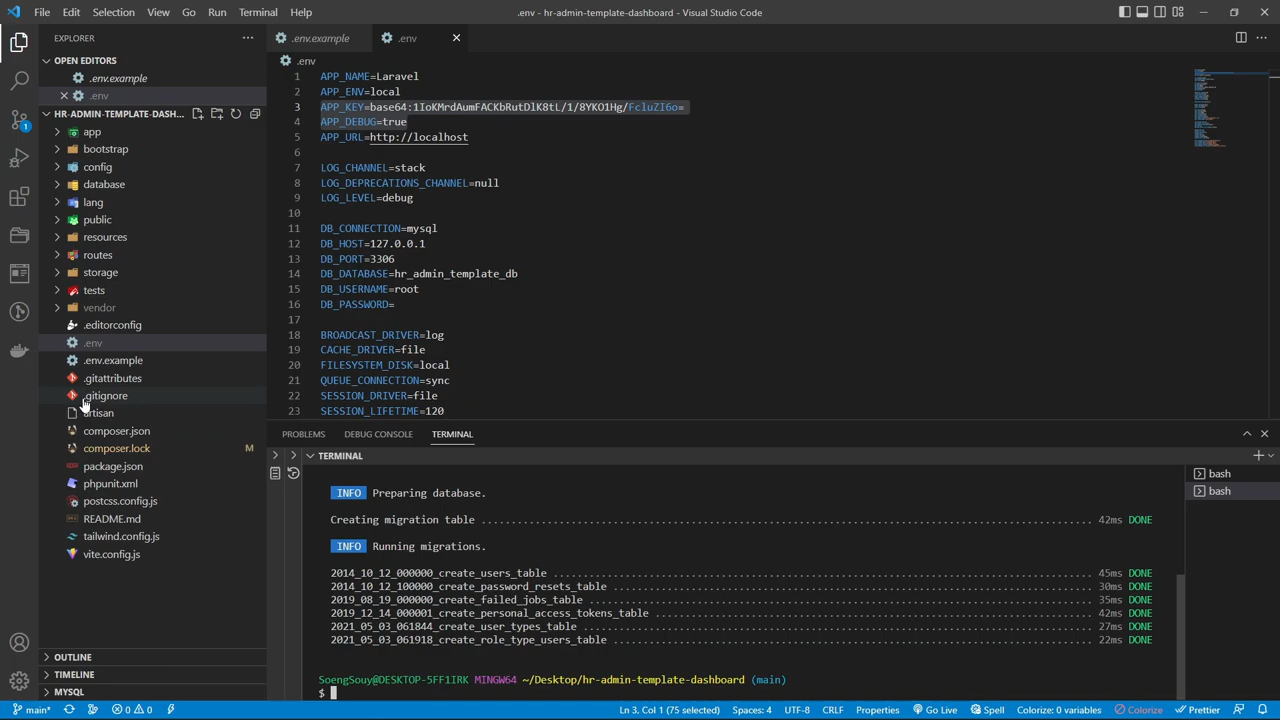 File Edit Selection View Go Run Terminal Help
.env - hr-admin-template-dashboard - Visual Studio Code
EXPLORER
OPEN EDITORS
.env.example
.env
HR-ADMIN-TEMPLATE-DASH...
app
bootstrap
config
database
lang
public
resources
routes
storage
tests
vendor
.editorconfig
.env
.env.example
.gitattributes
.gitignore
artisan
composer.json
composer.lock M
package.json
phpunit.xml
postcss.config.js
README.md
tailwind.config.js
vite.config.js
OUTLINE
TIMELINE
MYSQL
1
.env.example
.env
.env
1 APP_NAME=Laravel
2 APP_ENV=local
3 APP_KEY=base64:1IoKMrdAumFACKbRutDlK8tL/1/8YKO1Hg/FcluZI6o=
4 APP_DEBUG=true
5 APP_URL=http://localhost
6
7 LOG_CHANNEL=stack
8 LOG_DEPRECATIONS_CHANNEL=null
9 LOG_LEVEL=debug
10
11 DB_CONNECTION=mysql
12 DB_HOST=127.0.0.1
13 DB_PORT=3306
14 DB_DATABASE=hr_admin_template_db
15 DB_USERNAME=root
16 DB_PASSWORD=
17
18 BROADCAST_DRIVER=log
19 CACHE_DRIVER=file
20 FILESYSTEM_DISK=local
21 QUEUE_CONNECTION=sync
22 SESSION_DRIVER=file
23 SESSION_LIFETIME=120
PROBLEMS DEBUG CONSOLE TERMINAL
TERMINAL
INFO Preparing database.
Creating migration table ........ 42ms DONE
INFO Running migrations.
2014_10_12_000000_create_users_table ........ 45ms DONE
2014_10_12_100000_create_password_resets_table ........ 30ms DONE
2019_08_19_000000_create_failed_jobs_table ........ 35ms DONE
2019_12_14_000001_create_personal_access_tokens_table ........ 42ms DONE
2021_05_03_061844_create_user_types_table ........ 27ms DONE
2021_05_03_061918_create_role_type_users_table ........ 22ms DONE
SoengSouy@DESKTOP-5FF1IRK MINGW64 ~/Desktop/hr-admin-template-dashboard (main)
$
bash
bash
main* 0 0 Ln 3, Col 1 (75 selected) Spaces: 4 UTF-8 CRLF Properties Go Live Spell Colorize: 0 variables Colorize Prettier